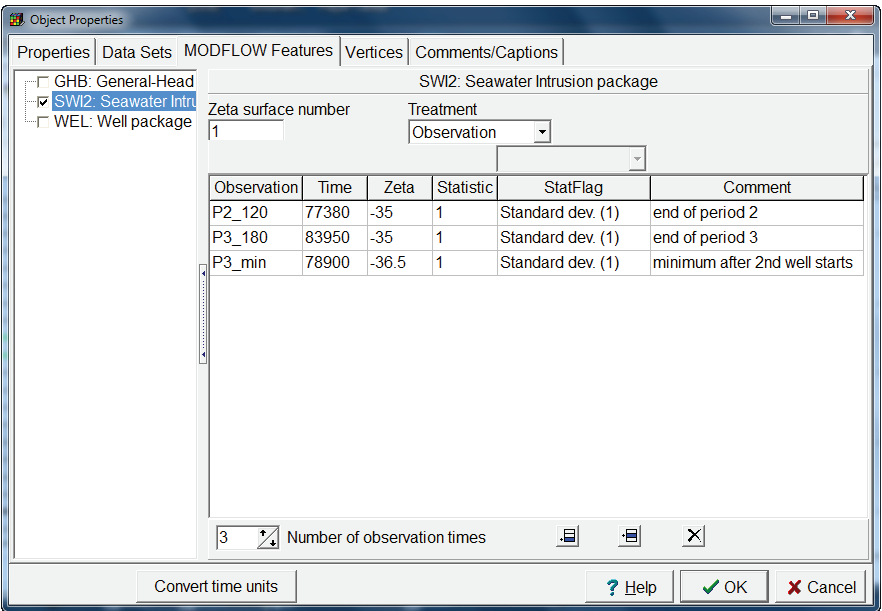 Object Properties
Properties Data Sets MODFLOW Features Vertices Comments/Captions
GHB: General-Head
SWI2: Seawater Intru
WEL: Well package
SWI2: Seawater Intrusion package
Zeta surface number Treatment
1 Observation
Observation Time Zeta Statistic StatFlag Comment
P2_120 77380 -35 1 Standard dev. (1) end of period 2
P3_180 83950 -35 1 Standard dev. (1) end of period 3
P3_min 78900 -36.5 1 Standard dev. (1) minimum after 2nd well starts
3 Number of observation times
Convert time units ? Help OK Cancel